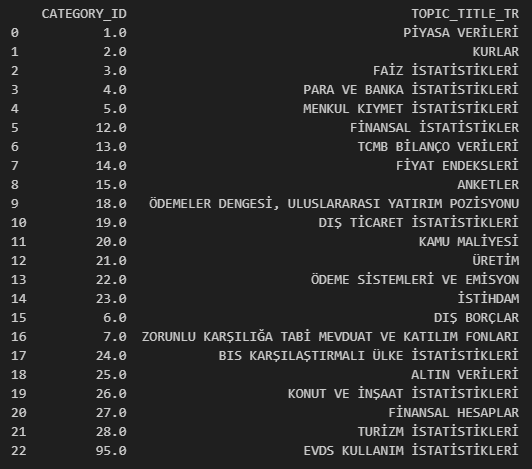 CATEGORY_ID TOPIC_TITLE_TR
0 1.0 PİYASA VERİLERİ
1 2.0 KURLAR
2 3.0 FAİZ İSTATİSTİKLERİ
3 4.0 PARA VE BANKA İSTATİSTİKLERİ
4 5.0 MENKUL KIYMET İSTATİSTİKLERİ
5 12.0 FİNANSAL İSTATİSTİKLER
6 13.0 TCMB BİLANÇO VERİLERİ
7 14.0 FİYAT ENDEKSLERİ
8 15.0 ANKETLER
9 18.0 ÖDEMELER DENGESİ, ULUSLARARASI YATIRIM POZİSYONU
10 19.0 DIŞ TİCARET İSTATİSTİKLERİ
11 20.0 KAMU MALİYESİ
12 21.0 ÜRETİM
13 22.0 ÖDEME SİSTEMLERİ VE EMİSYON
14 23.0 İSTİHDAM
15 6.0 DIŞ BORÇLAR
16 7.0 ZORUNLU KARŞILIĞA TABİ MEVDUAT VE KATILIM FONLARI
17 24.0 BIS KARŞILAŞTIRMALI ÜLKE İSTATİSTİKLERİ
18 25.0 ALTIN VERİLERİ
19 26.0 KONUT VE İNŞAAT İSTATİSTİKLERİ
20 27.0 FİNANSAL HESAPLAR
21 28.0 TURİZM İSTATİSTİKLERİ
22 95.0 EVDS KULLANIM İSTATİSTİKLERİ